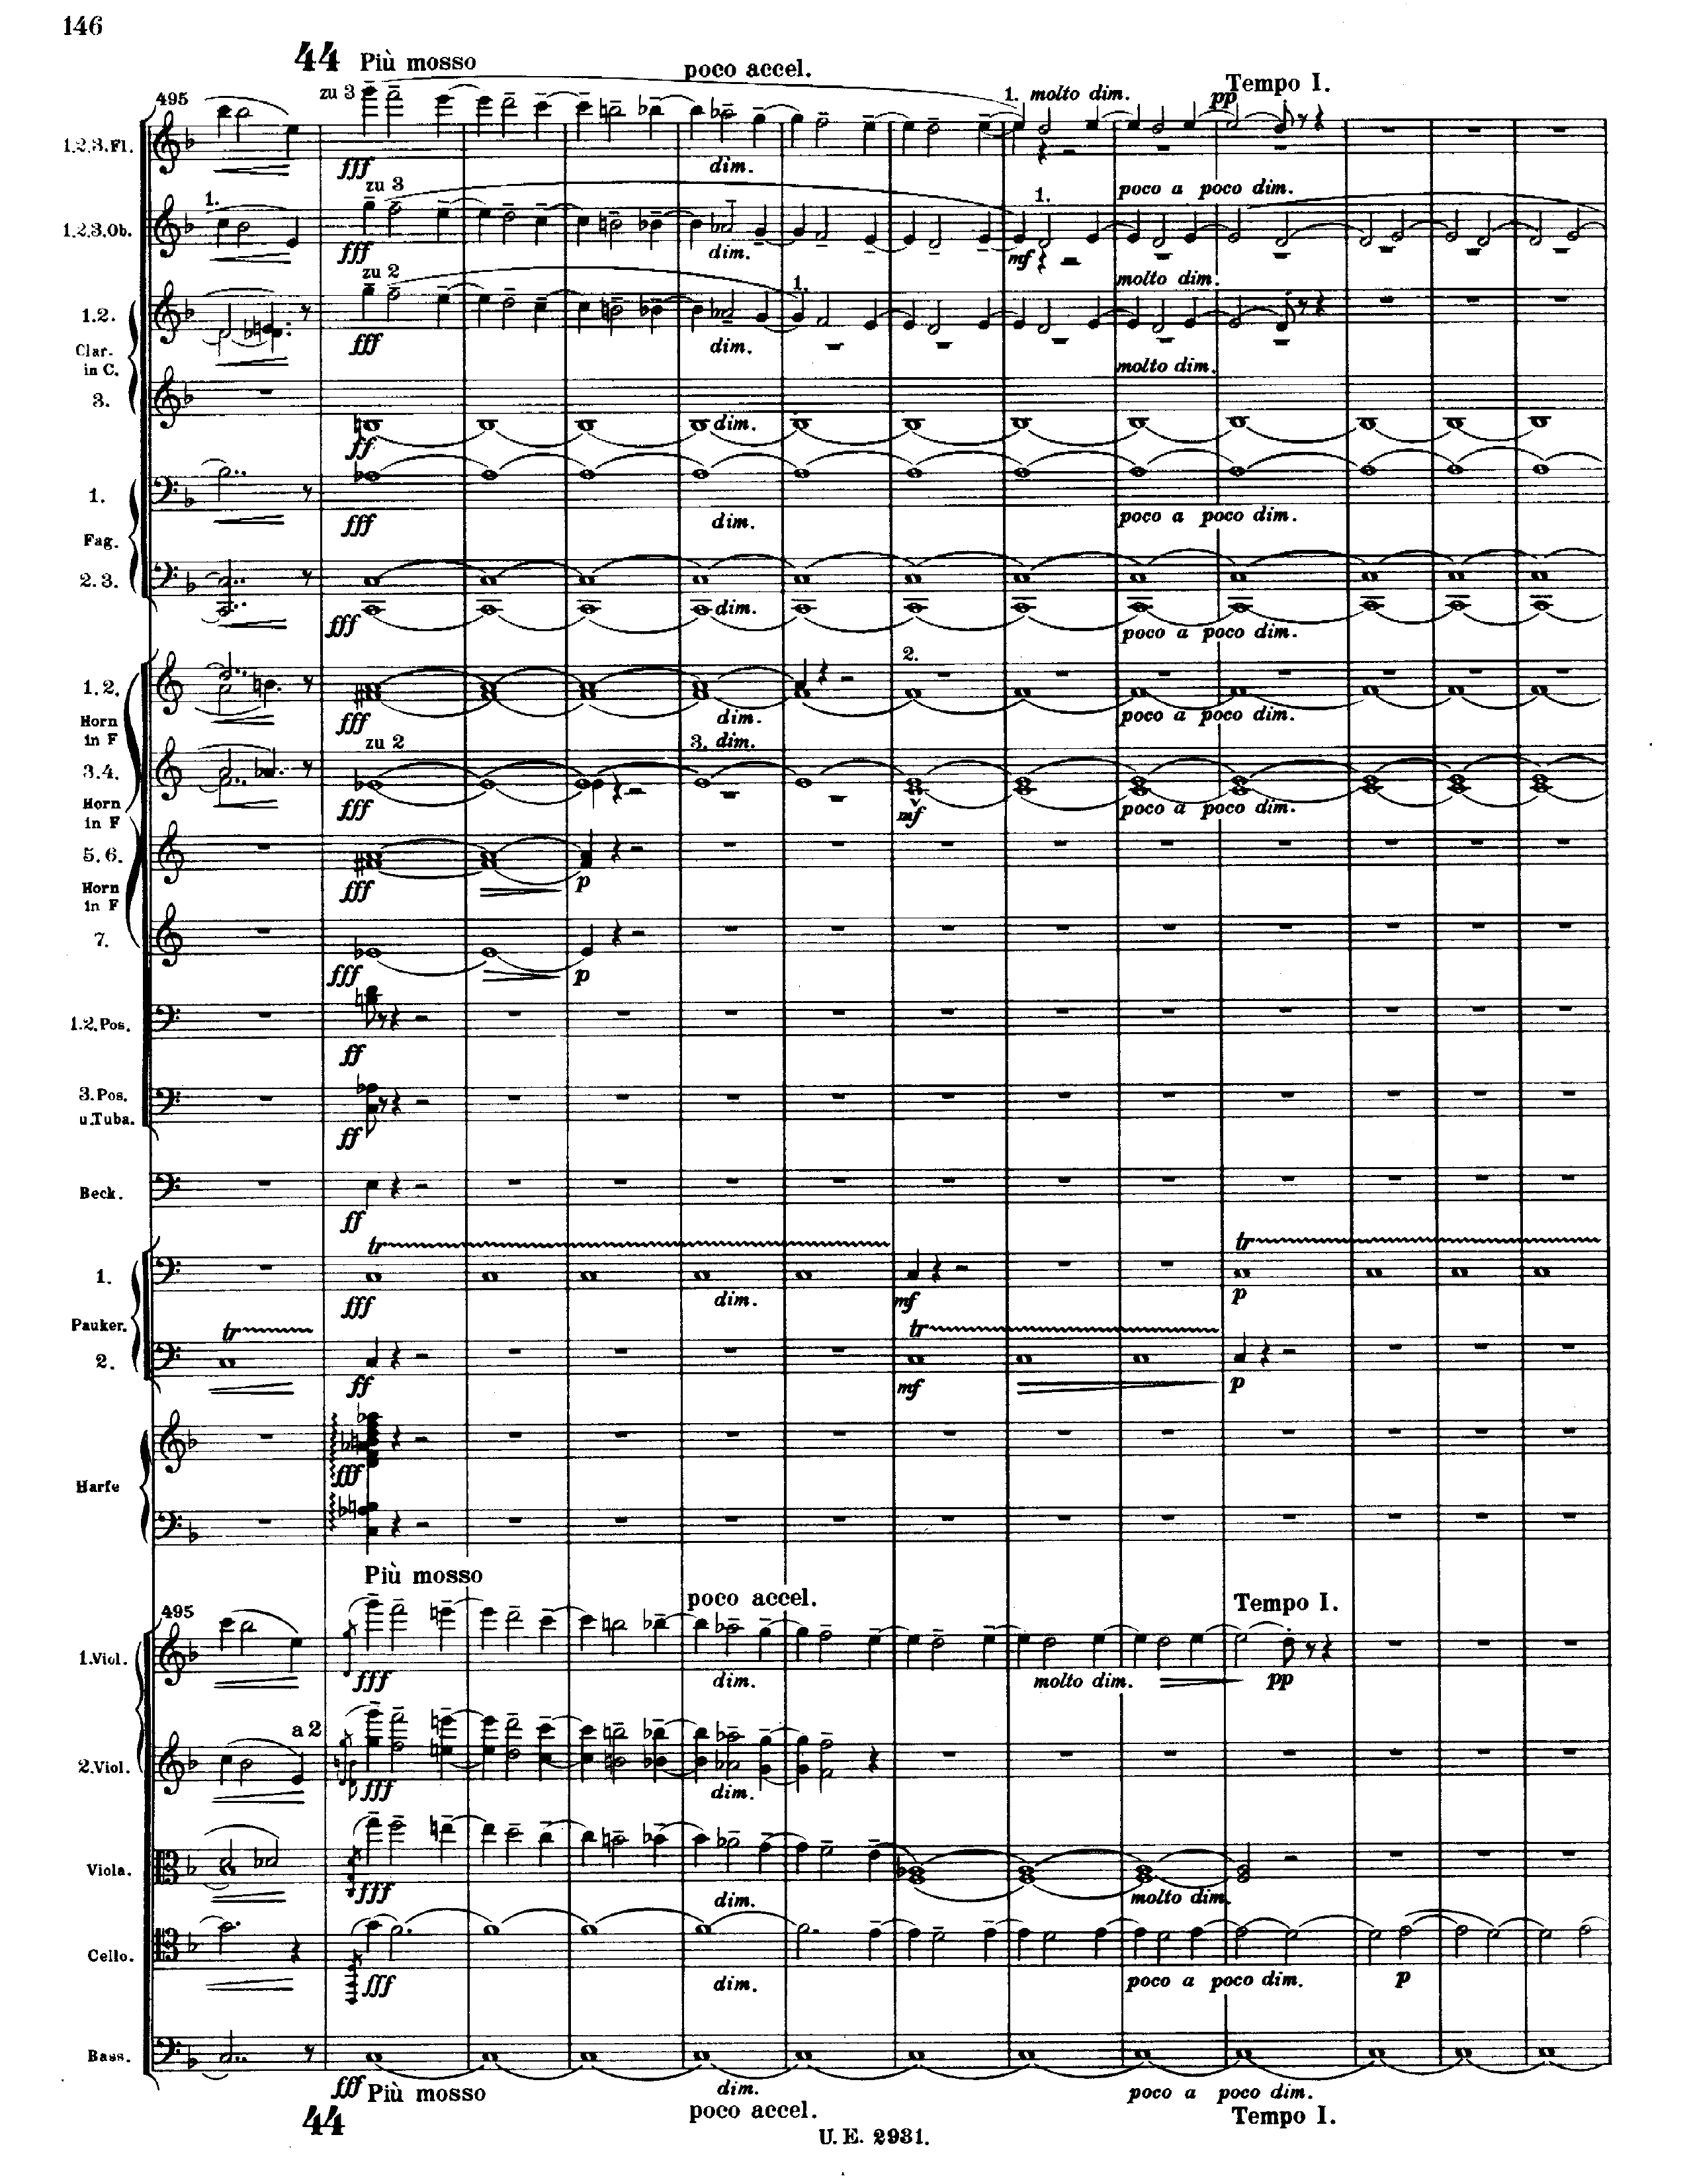 146
44 Più mosso poco accel. Tempo I.
495 zu 3 1. molto dim. pp
1.2.3.Fl.
fff dim.
1. zu 3 1. poco a poco dim.
1.2.3.Ob.
fff dim. mf
zu 2 1. molto dim.
1.2.
fff dim.
Clar. in C.
molto dim.
3.
dim.
ff
1.
fff dim. poco a poco dim.
Fag.
2.3.
dim.
fff poco a poco dim.
2.
1.2.
fff dim. poco a poco dim.
Horn in F
zu 2 3. dim.
3.4.
fff mf poco a poco dim.
Horn in F
5.6.
fff p
Horn in F
7.
fff p
1.2.Pos.
ff
3.Pos. u.Tuba.
ff
Beck.
ff
tr tr
1.
fff dim. mf p
Pauker.
tr tr
2.
ff mf p
fff
Harfe
Più mosso poco accel. Tempo I.
495
1.Viol.
fff dim. molto dim. pp
a 2
2.Viol.
fff dim.
Viola.
fff dim. molto dim.
Cello.
fff dim. poco a poco dim. p
Bass.
fff dim. poco a poco dim.
44 Più mosso poco accel. Tempo I.
U. E. 2931.